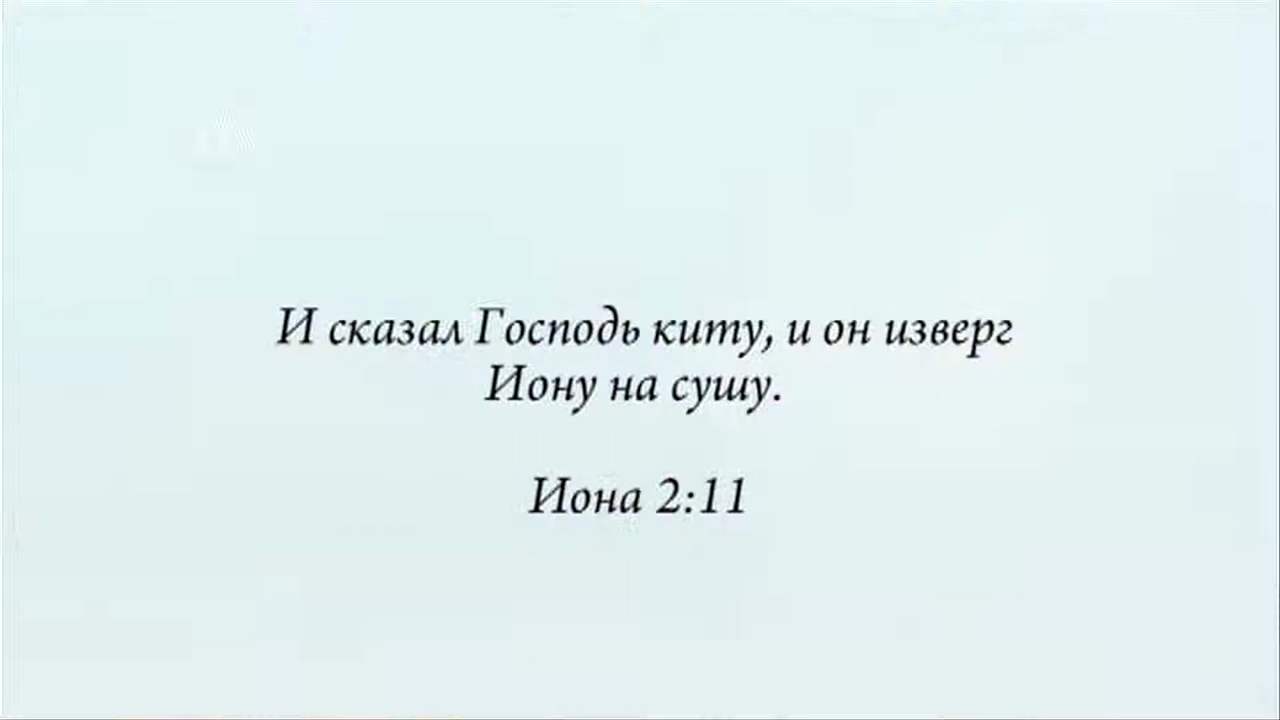 И сказал Господь киту, и он изверг
Иону на сушу.
Иона 2:11